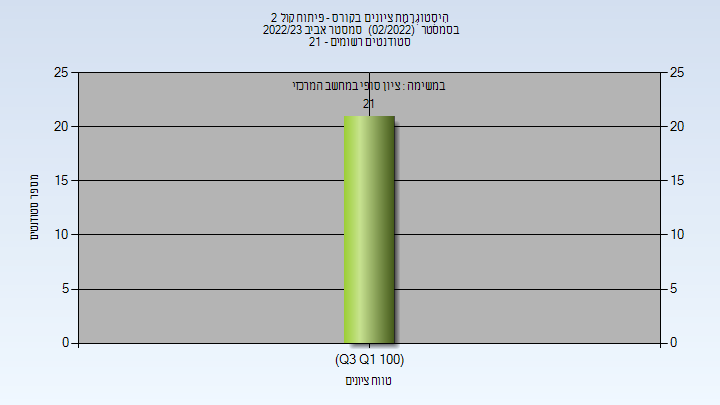 הִיסְטוגְרָמַת ציונים בקורס - פיתוח קול 2
בסמסטר (02/2022) סמסטר אביב 2022/23
סטודנטים רשומים - 21
במשימה : ציון סופי במחשב המרכזי
21
25
20
15
10
5
0
25
20
15
10
5
0
מספר סטודנטים
(Q3 Q1 100)
טווח ציונים